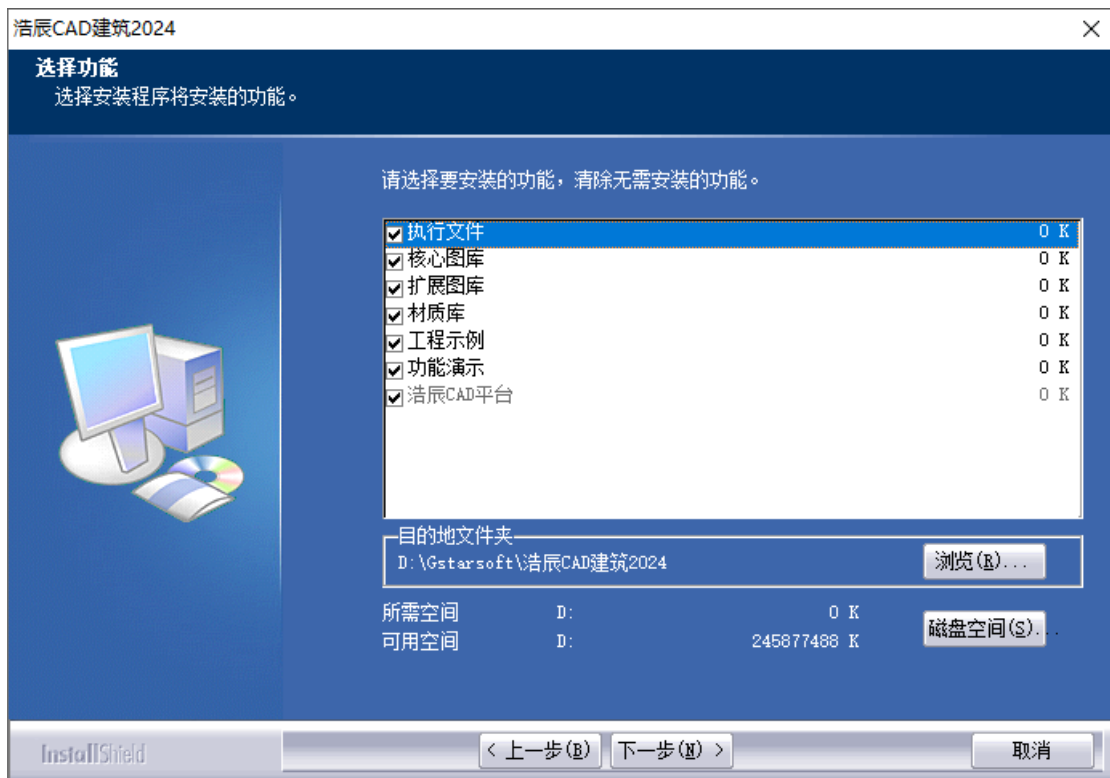 浩辰CAD建筑2024
选择功能
选择安装程序将安装的功能。
请选择要安装的功能，清除无需安装的功能。
执行文件 0 K
核心图库 0 K
扩展图库 0 K
材质库 0 K
工程示例 0 K
功能演示 0 K
浩辰CAD平台 0 K
目的地文件夹
D:\Gstarsoft\浩辰CAD建筑2024 浏览(R)...
所需空间 D: 0 K
磁盘空间(S)...
可用空间 D: 245877488 K
InstallShield
< 上一步(B) 下一步(N) > 取消